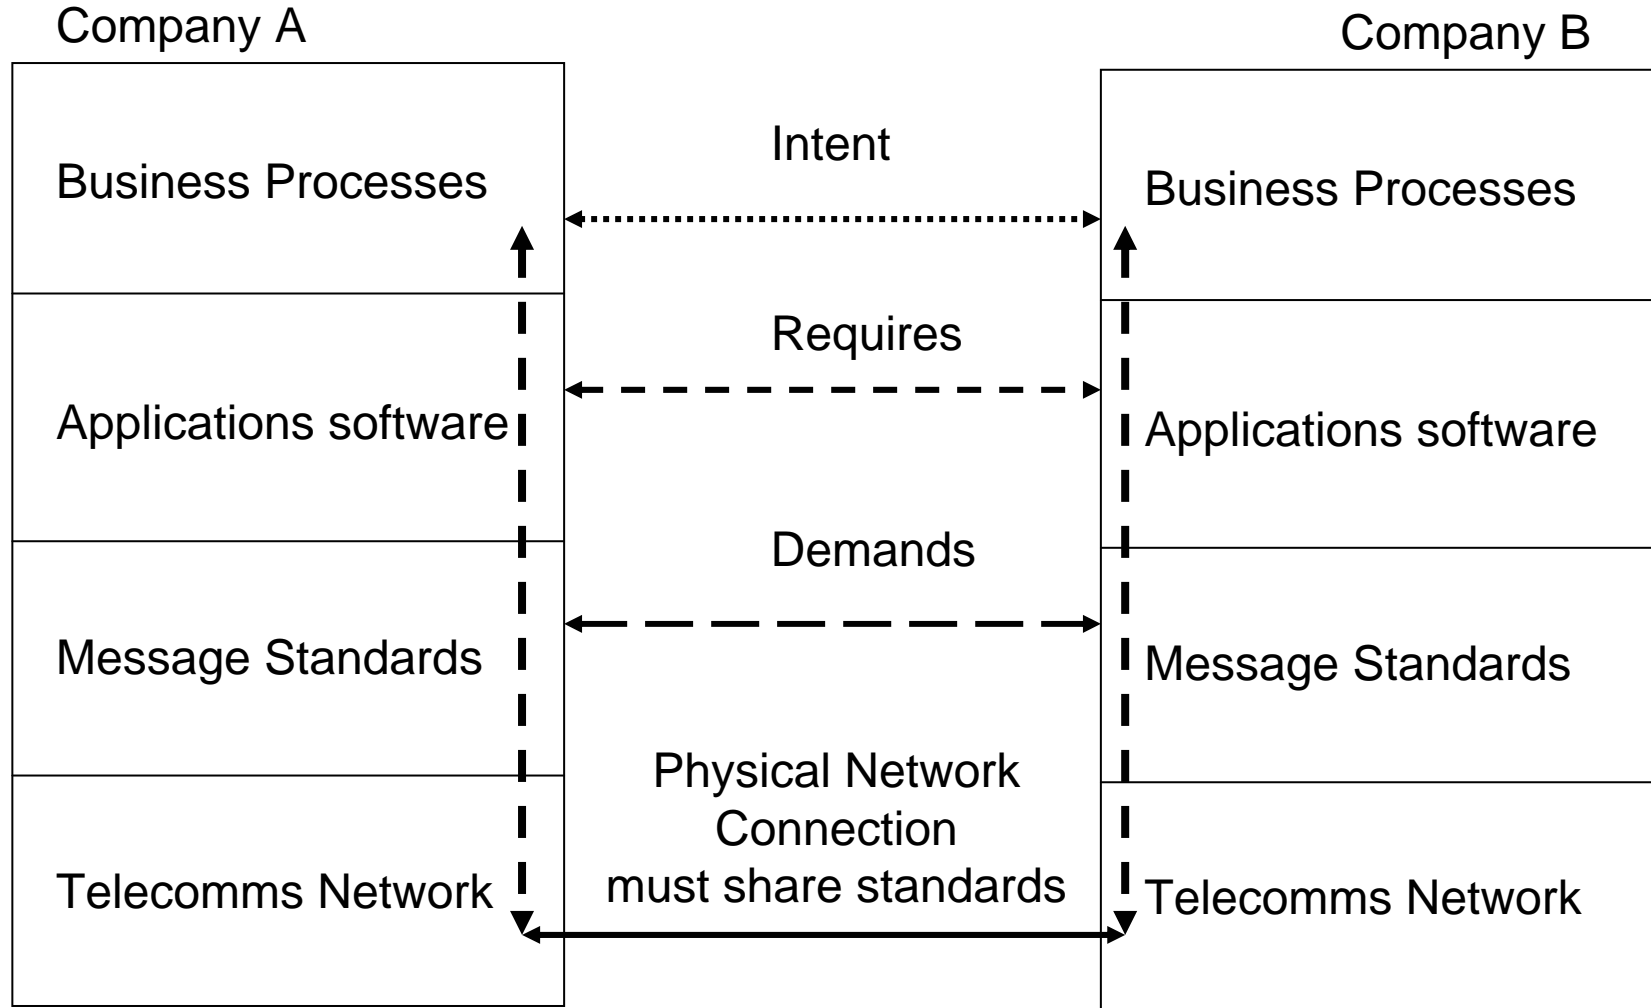 Company A
Company B
Business Processes
Intent
Business Processes
Requires
Applications software
Applications software
Demands
Message Standards
Message Standards
Physical Network
Connection
must share standards
Telecomms Network
Telecomms Network